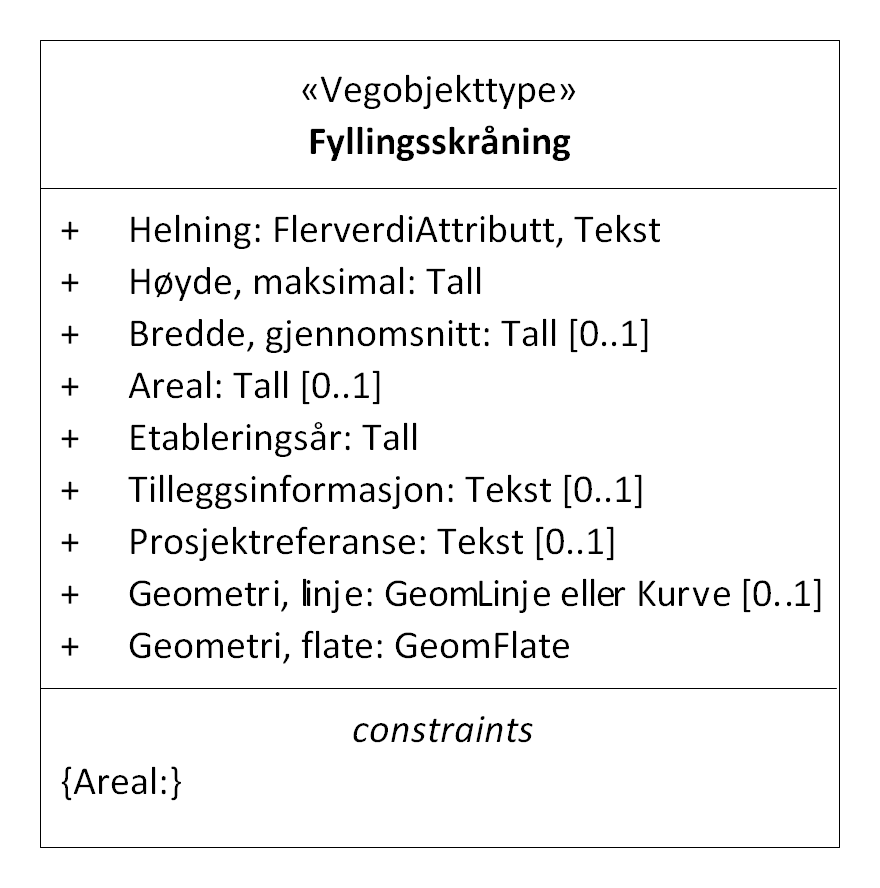 «Vegobjekttype»
Fyllingsskråning
+ Helning: FlerverdiAttributt, Tekst
+ Høyde, maksimal: Tall
+ Bredde, gjennomsnitt: Tall [0..1]
+ Areal: Tall [0..1]
+ Etableringsår: Tall
+ Tilleggsinformasjon: Tekst [0..1]
+ Prosjektreferanse: Tekst [0..1]
+ Geometri, linje: GeomLinje eller Kurve [0..1]
+ Geometri, flate: GeomFlate
constraints
{Areal:}